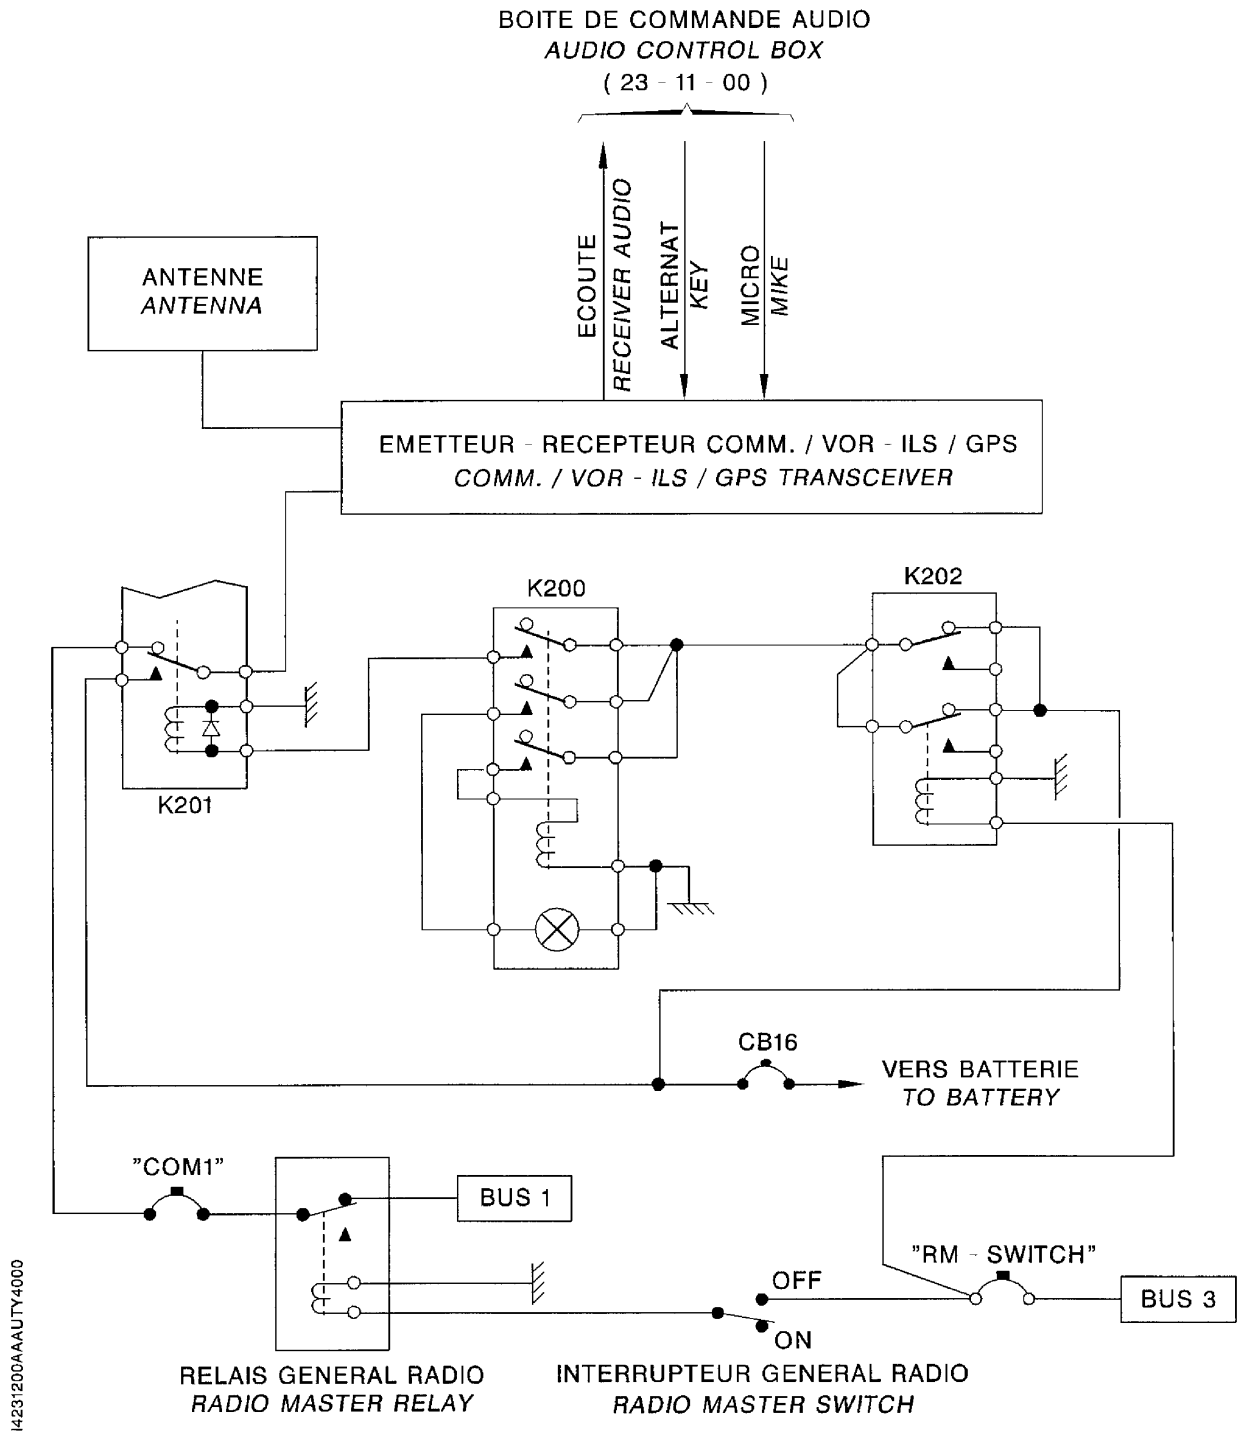 BOITE DE COMMANDE AUDIO
AUDIO CONTROL BOX
( 23 - 11 - 00 )
ECOUTE
RECEIVER AUDIO
ALTERNAT
KEY
MICRO
MIKE
ANTENNE
ANTENNA
EMETTEUR - RECEPTEUR COMM. / VOR - ILS / GPS
COMM. / VOR - ILS / GPS TRANSCEIVER
K200
K202
K201
CB16
VERS BATTERIE
TO BATTERY
"COM1"
BUS 1
"RM - SWITCH"
OFF
BUS 3
ON
RELAIS GENERAL RADIO
RADIO MASTER RELAY
INTERRUPTEUR GENERAL RADIO
RADIO MASTER SWITCH
I4231200AAAUTY4000